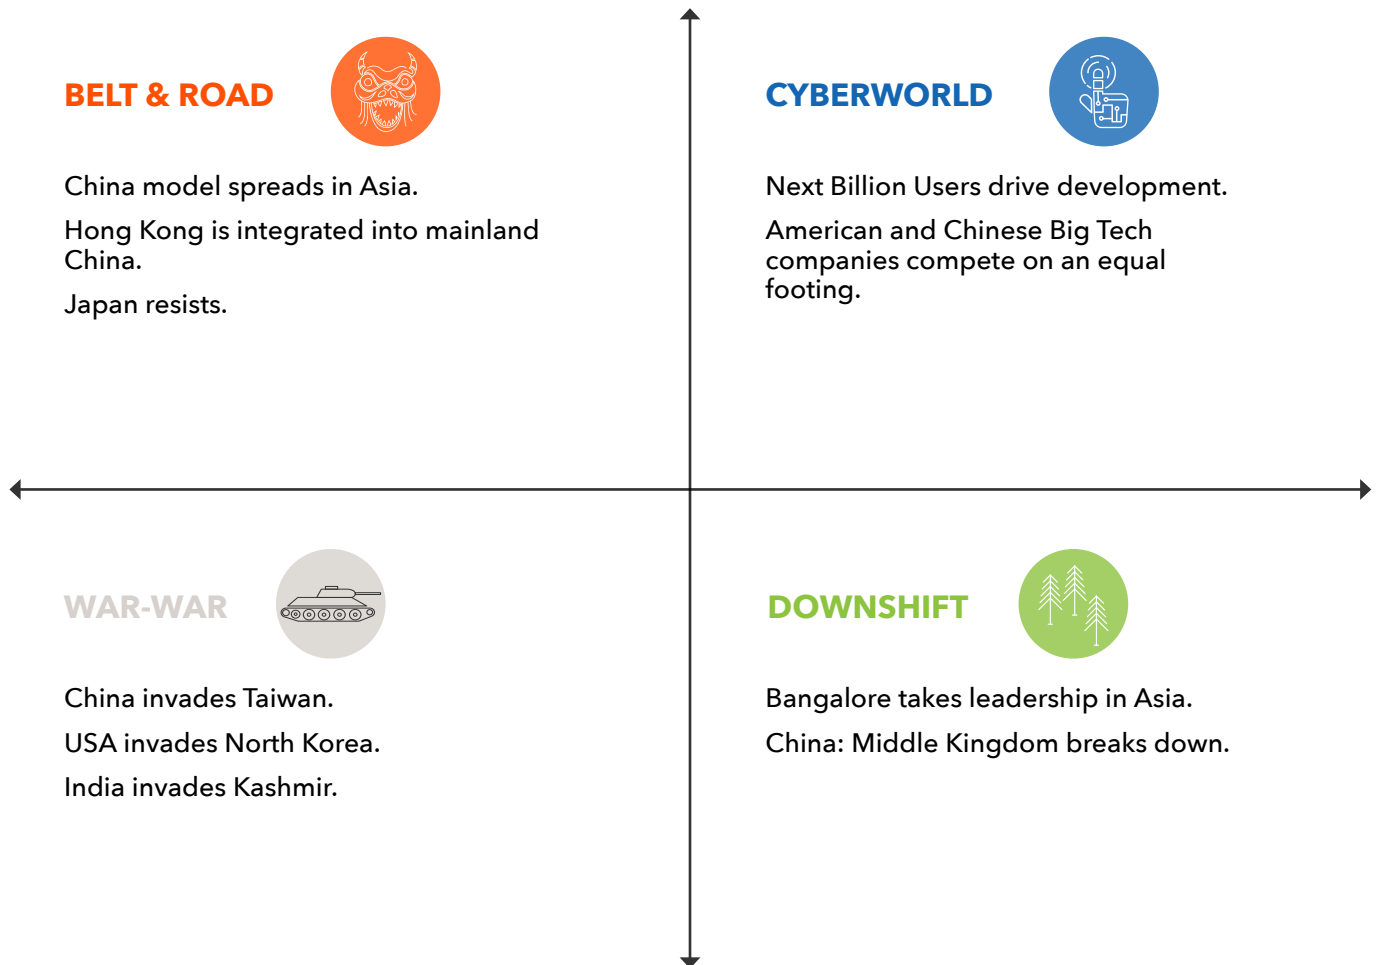 BELT & ROAD
China model spreads in Asia.
Hong Kong is integrated into mainland
China.
Japan resists.
CYBERWORLD
Next Billion Users drive development.
American and Chinese Big Tech
companies compete on an equal
footing.
WAR-WAR
China invades Taiwan.
USA invades North Korea.
India invades Kashmir.
DOWNSHIFT
Bangalore takes leadership in Asia.
China: Middle Kingdom breaks down.